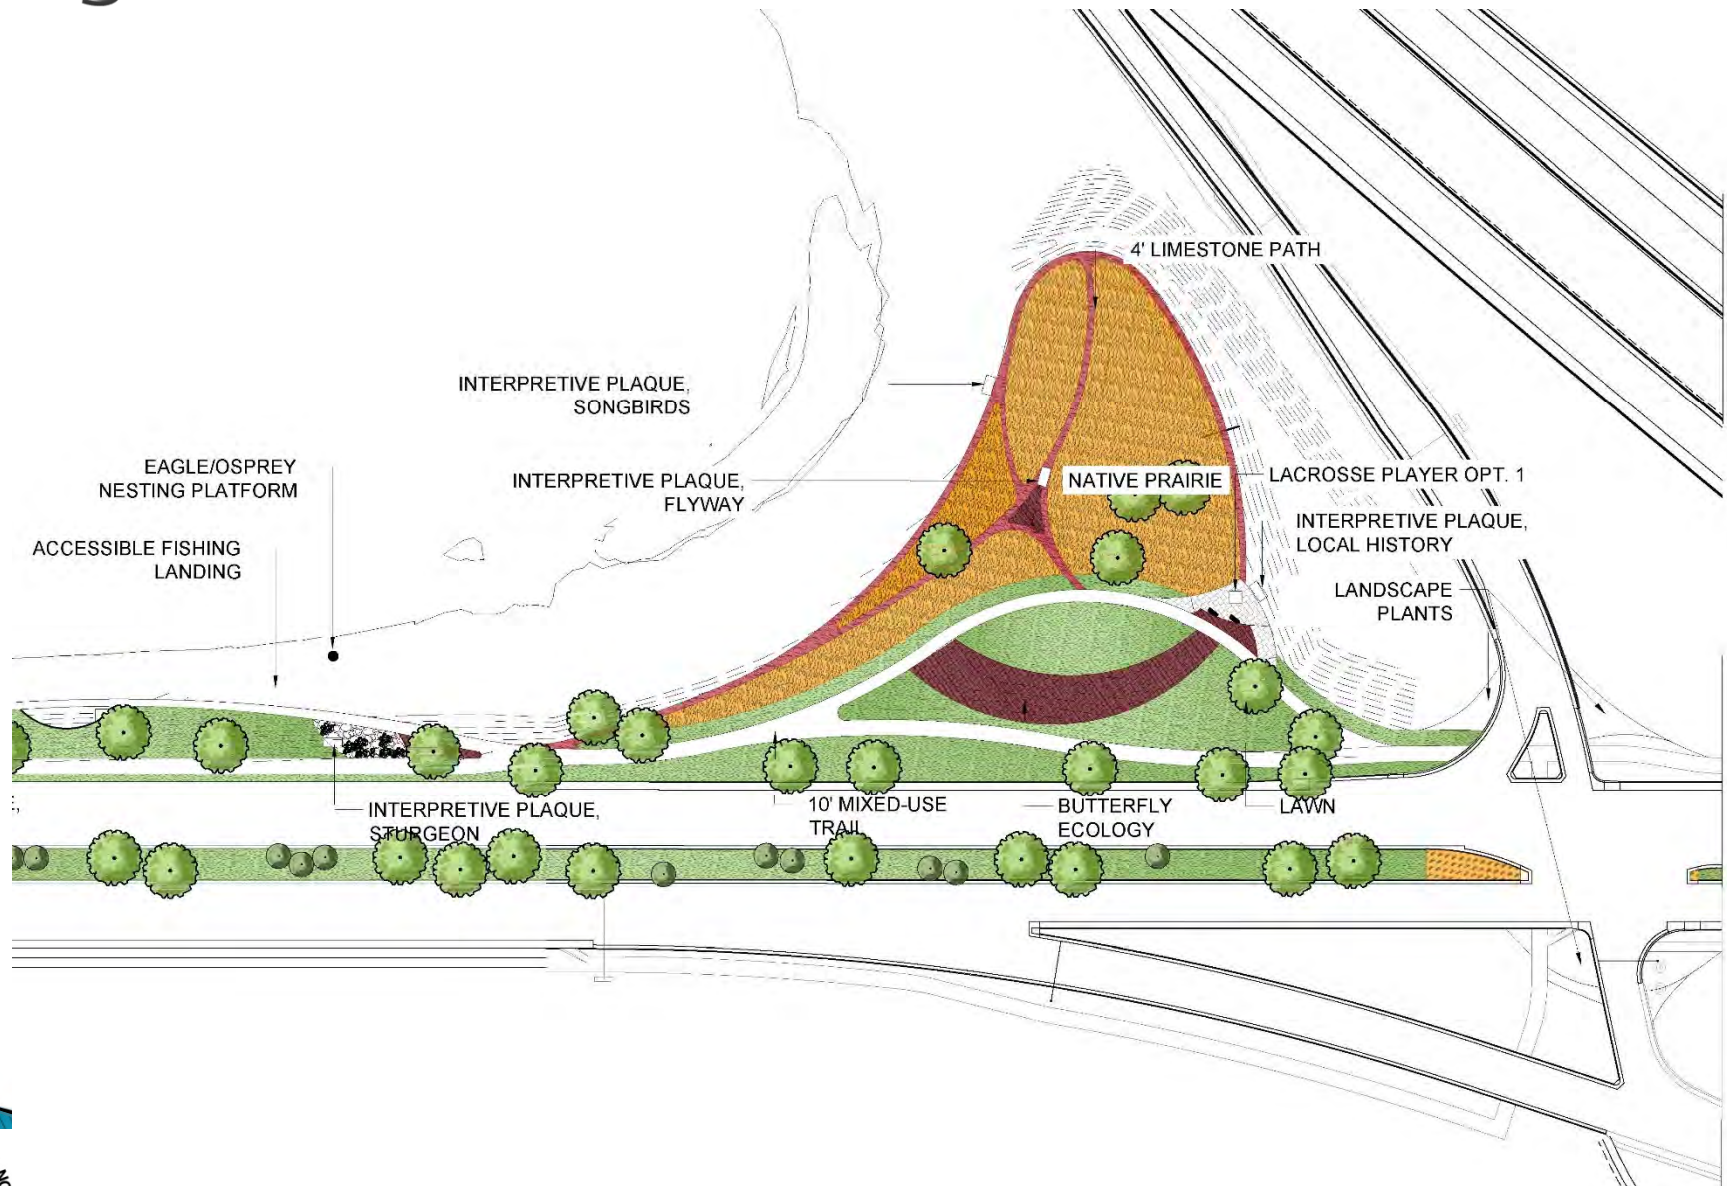 4' LIMESTONE PATH
INTERPRETIVE PLAQUE,
SONGBIRDS
EAGLE/OSPREY
NESTING PLATFORM
INTERPRETIVE PLAQUE,
FLYWAY
NATIVE PRAIRIE
LACROSSE PLAYER OPT. 1
INTERPRETIVE PLAQUE,
LOCAL HISTORY
ACCESSIBLE FISHING
LANDING
LANDSCAPE
PLANTS
INTERPRETIVE PLAQUE,
STURGEON
10' MIXED-USE
TRAIL
BUTTERFLY
ECOLOGY
LAWN